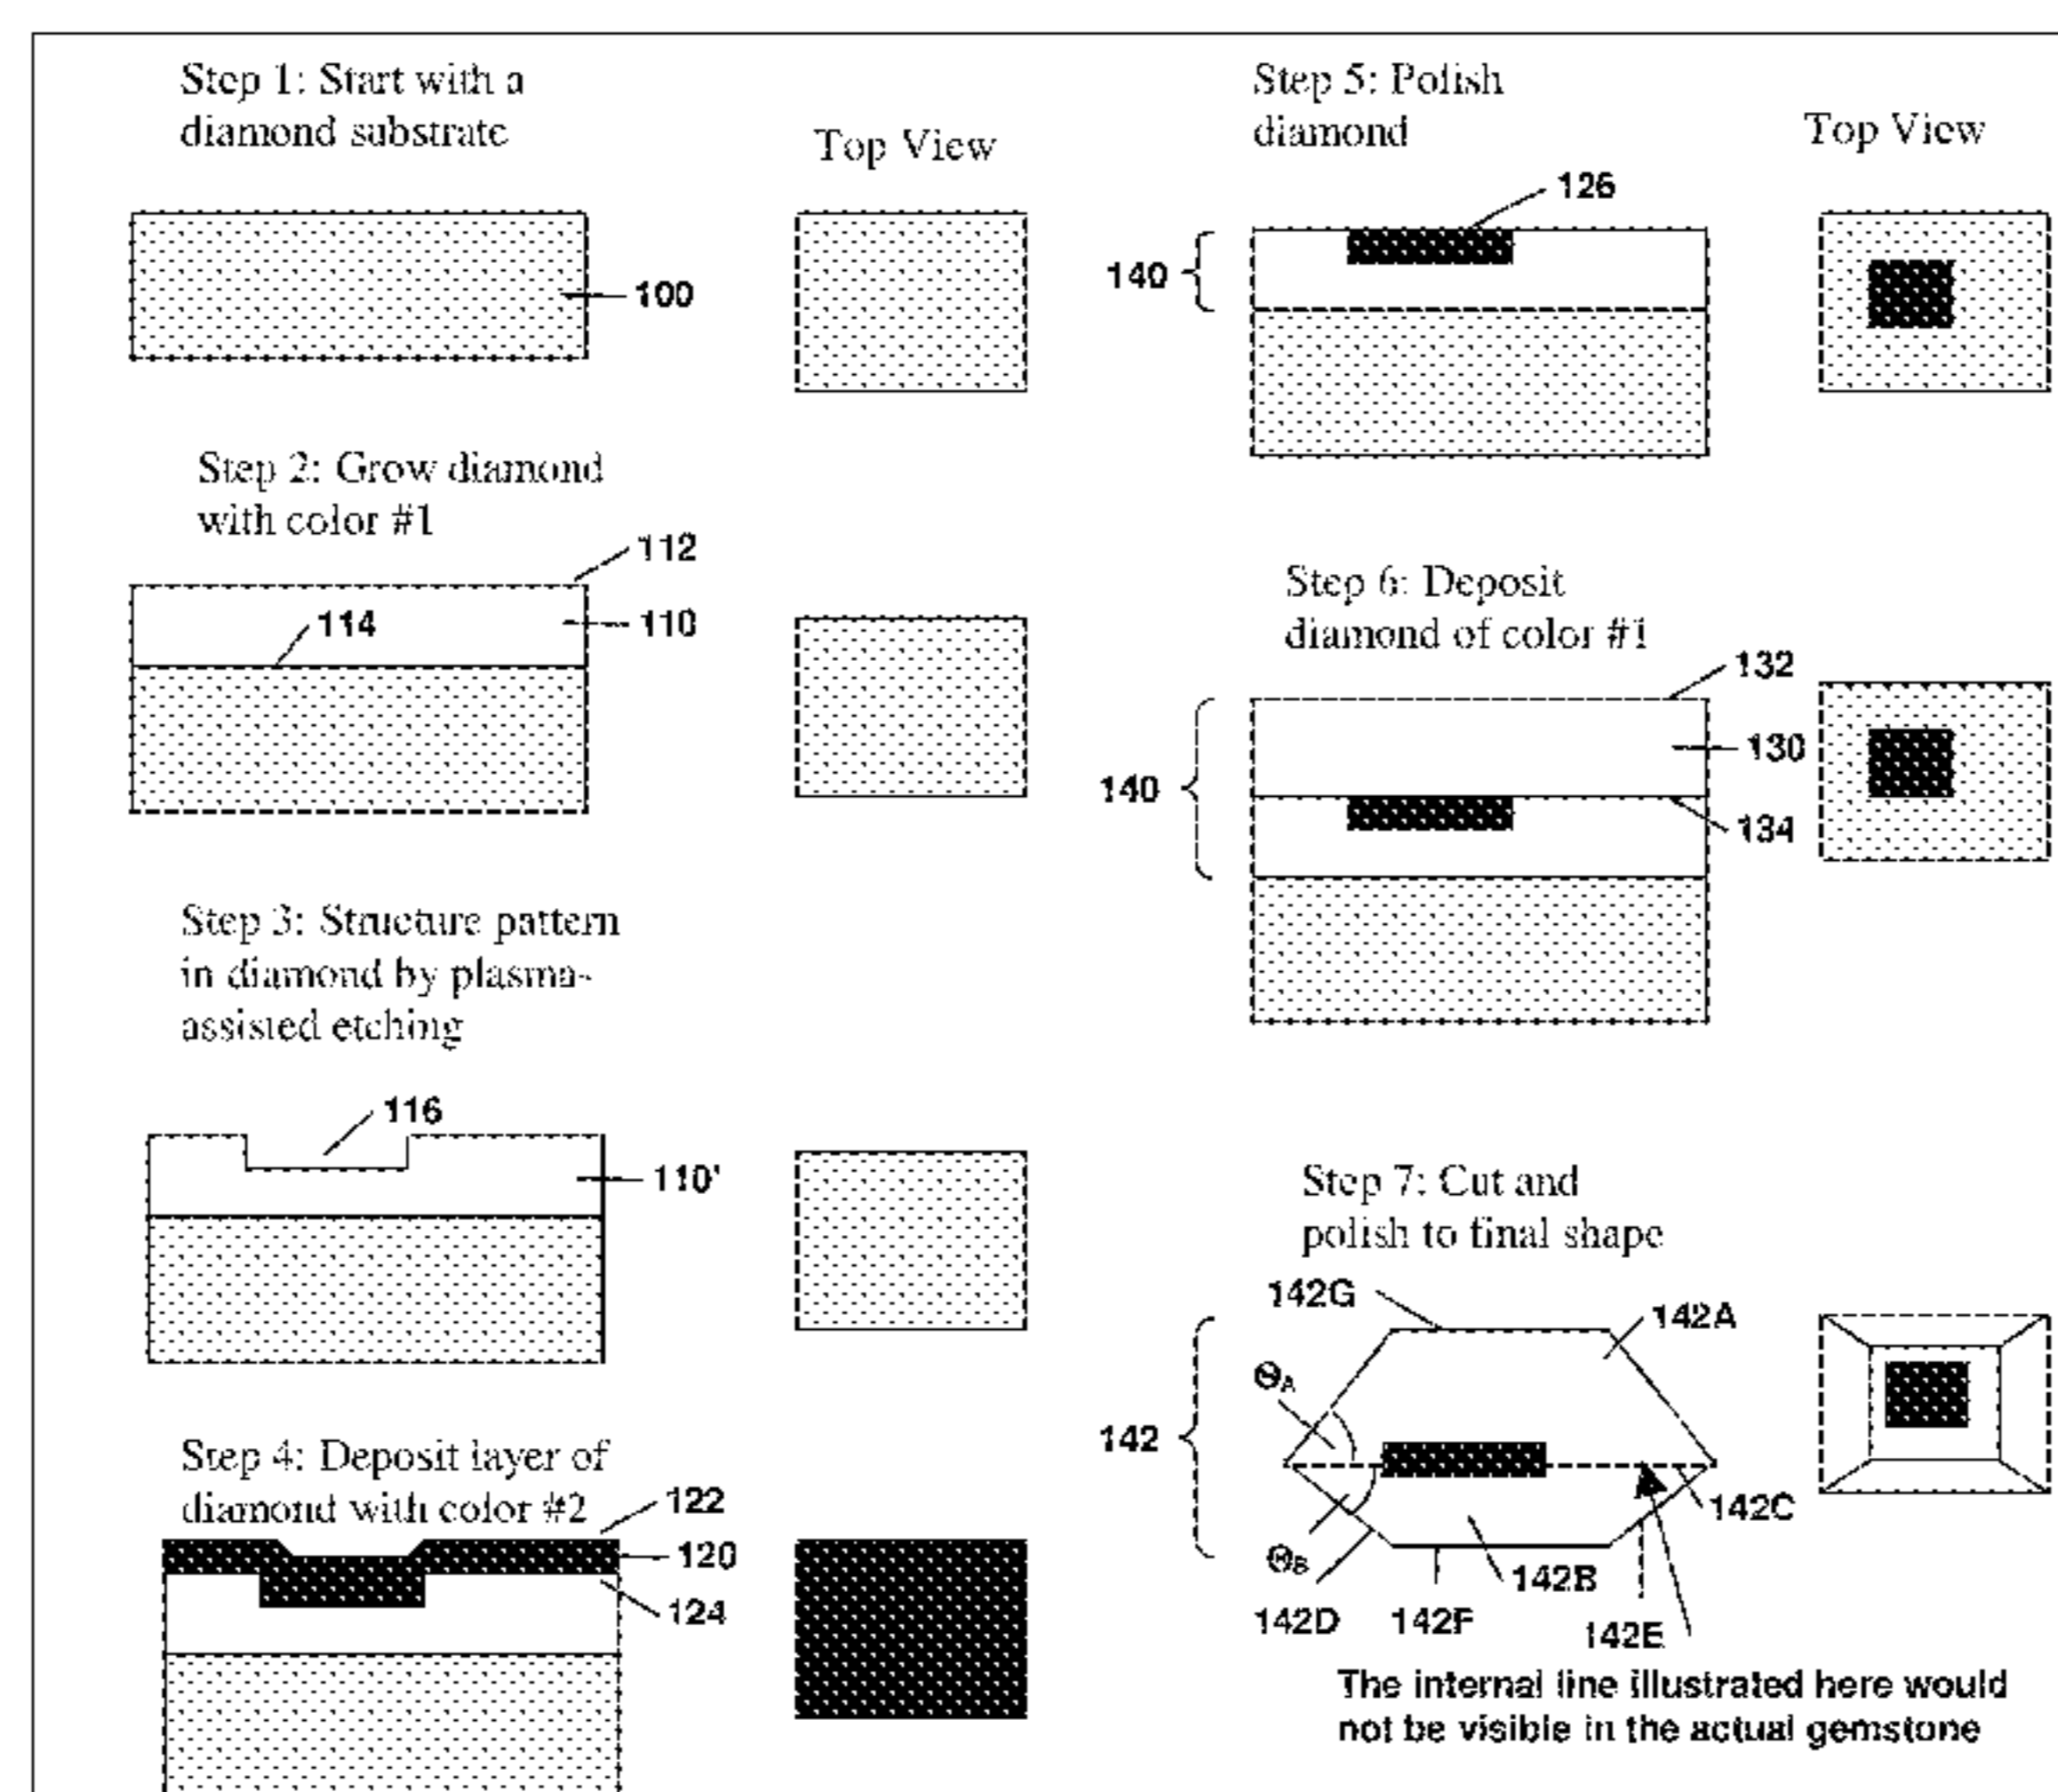 Step 1: Start with a
diamond substrate
Top View
100
Step 2: Grow diamond
with color #1
112
114
110
Step 3: Structure pattern
in diamond by plasma-
assisted etching
116
110'
Step 4: Deposit layer of
diamond with color #2
122
120
124
Step 5: Polish
diamond
Top View
126
140
Step 6: Deposit
diamond of color #1
132
130
140
134
Step 7: Cut and
polish to final shape
142G
142A
ΘA
142
142C
ΘB
142B
142D
142F
142E
The internal line illustrated here would
not be visible in the actual gemstone